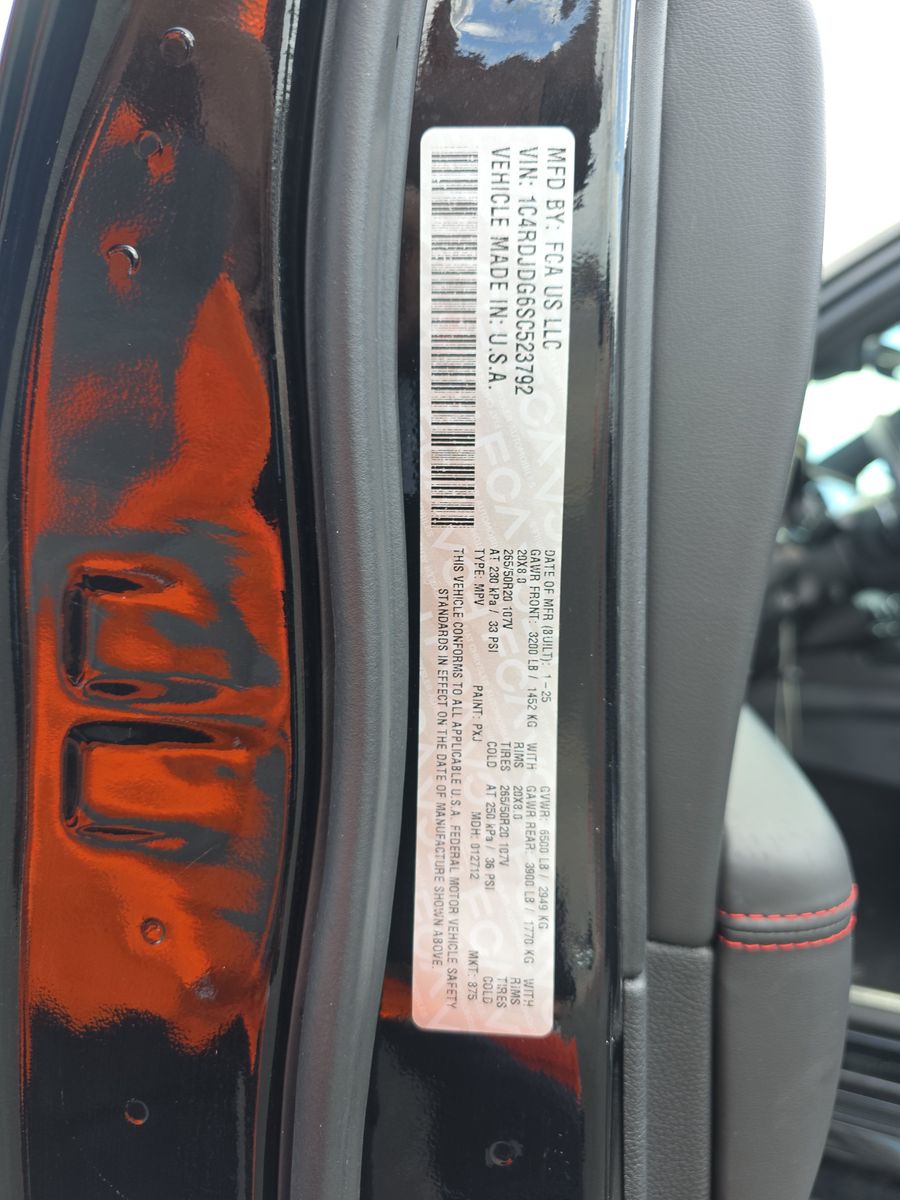 MFD BY: FCA US LLC
VIN: 1C4RDJDG6SC523792
VEHICLE MADE IN: U.S.A.
DATE OF MFR (BUILT): 1-25 GVWR: 6500 LB / 2949 KG
GAWR FRONT: 3200 LB / 1452 KG WITH GAWR REAR: 3900 LB / 1770 KG WITH
20X8.0 RIMS 20X8.0 RIMS
265/50R20 107V TIRES 265/50R20 107V TIRES
AT 230 kPa / 33 PSI COLD AT 250 kPa / 36 PSI COLD
TYPE: MPV PAINT: PXJ MDH: 012712 MKT: 875
THIS VEHICLE CONFORMS TO ALL APPLICABLE U.S.A. FEDERAL MOTOR VEHICLE SAFETY
STANDARDS IN EFFECT ON THE DATE OF MANUFACTURE SHOWN ABOVE.